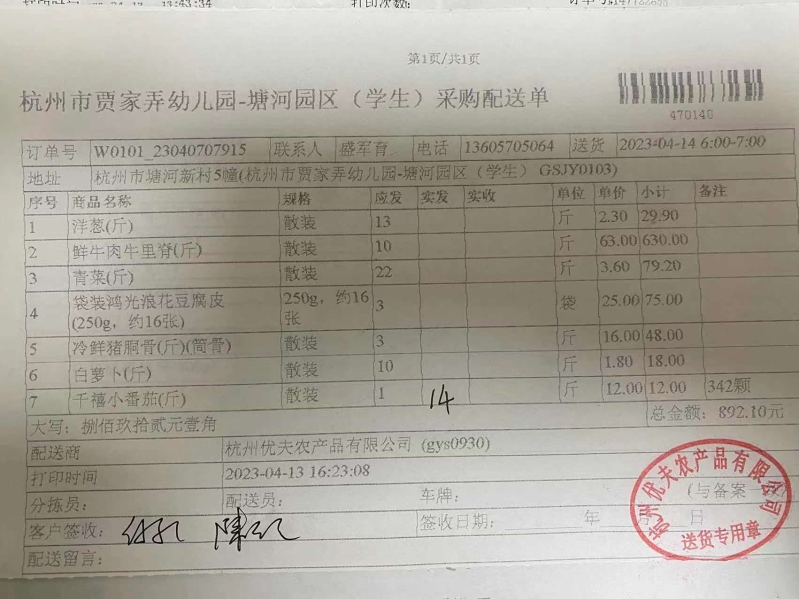 13:43:34 打印次数:
第1页/共1页
杭州市贾家弄幼儿园-塘河园区（学生）采购配送单
470140
订单号 W0101_23040707915 联系人 盛军育 电话 13605705064 送货 2023-04-14 6:00-7:00
地址 杭州市塘河新村5幢(杭州市贾家弄幼儿园-塘河园区（学生） GSJY0103)
序号 商品名称 规格 应发 实发 实收 单位 单价 小计 备注
1 洋葱(斤) 散装 13 斤 2.30 29.90
2 鲜牛肉牛里脊(斤) 散装 10 斤 63.00 630.00
3 青菜(斤) 散装 22 斤 3.60 79.20
4 袋装鸿光浪花豆腐皮 250g，约16 3 袋 25.00 75.00
(250g，约16张) 张
5 冷鲜猪胴骨(斤)(筒骨) 散装 3 斤 16.00 48.00
6 白萝卜(斤) 散装 10 斤 1.80 18.00
7 千禧小番茄(斤) 散装 1 14 斤 12.00 12.00 342颗
大写：捌佰玖拾贰元壹角 总金额：892.10元
配送商 杭州优夫农产品有限公司 (gys0930)
打印时间 2023-04-13 16:23:08
分拣员： 配送员： 车牌： （与备案一
客户签收： 签收日期： 年 月 日
配送留言：
杭州优夫农产品有限公司
送货专用章